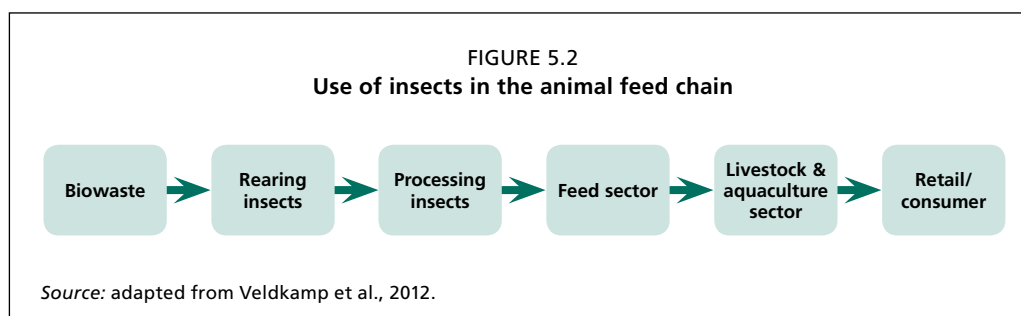 FIGURE 5.2
Use of insects in the animal feed chain
Biowaste
Rearing
insects
Processing
insects
Feed sector
Livestock &
aquaculture
sector
Retail/
consumer
Source: adapted from Veldkamp et al., 2012.